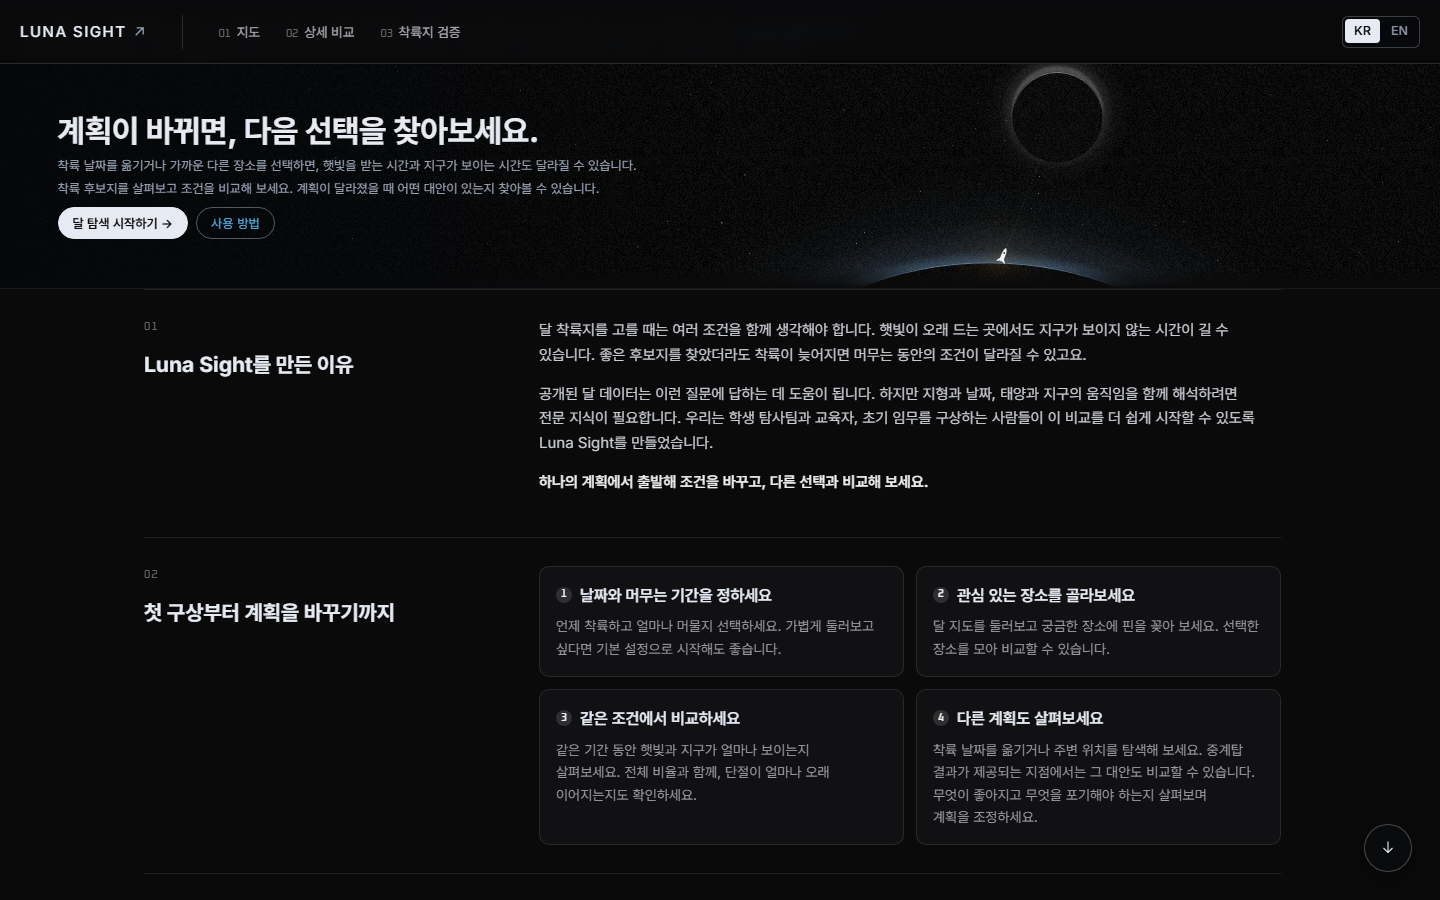 LUNA SIGHT ↗
01 지도
02 상세 비교
03 착륙지 검증
KR EN
계획이 바뀌면, 다음 선택을 찾아보세요.
착륙 날짜를 옮기거나 가까운 다른 장소를 선택하면, 햇빛을 받는 시간과 지구가 보이는 시간도 달라질 수 있습니다.
착륙 후보지를 살펴보고 조건을 비교해 보세요. 계획이 달라졌을 때 어떤 대안이 있는지 찾아볼 수 있습니다.
달 탐색 시작하기 →
사용 방법
01
Luna Sight를 만든 이유
달 착륙지를 고를 때는 여러 조건을 함께 생각해야 합니다. 햇빛이 오래 드는 곳에서도 지구가 보이지 않는 시간이 길 수
있습니다. 좋은 후보지를 찾았더라도 착륙이 늦어지면 머무는 동안의 조건이 달라질 수 있고요.
공개된 달 데이터는 이런 질문에 답하는 데 도움이 됩니다. 하지만 지형과 날짜, 태양과 지구의 움직임을 함께 해석하려면
전문 지식이 필요합니다. 우리는 학생 탐사팀과 교육자, 초기 임무를 구상하는 사람들이 이 비교를 더 쉽게 시작할 수 있도록
Luna Sight를 만들었습니다.
하나의 계획에서 출발해 조건을 바꾸고, 다른 선택과 비교해 보세요.
02
첫 구상부터 계획을 바꾸기까지
1 날짜와 머무는 기간을 정하세요
언제 착륙하고 얼마나 머물지 선택하세요. 가볍게 둘러보고
싶다면 기본 설정으로 시작해도 좋습니다.
2 관심 있는 장소를 골라보세요
달 지도를 둘러보고 궁금한 장소에 핀을 꽂아 보세요. 선택한
장소를 모아 비교할 수 있습니다.
3 같은 조건에서 비교하세요
같은 기간 동안 햇빛과 지구가 얼마나 보이는지
살펴보세요. 전체 비율과 함께, 단절이 얼마나 오래
이어지는지도 확인하세요.
4 다른 계획도 살펴보세요
착륙 날짜를 옮기거나 주변 위치를 탐색해 보세요. 중계탑
결과가 제공되는 지점에서는 그 대안도 비교할 수 있습니다.
무엇이 좋아지고 무엇을 포기해야 하는지 살펴보며
계획을 조정하세요.
↓